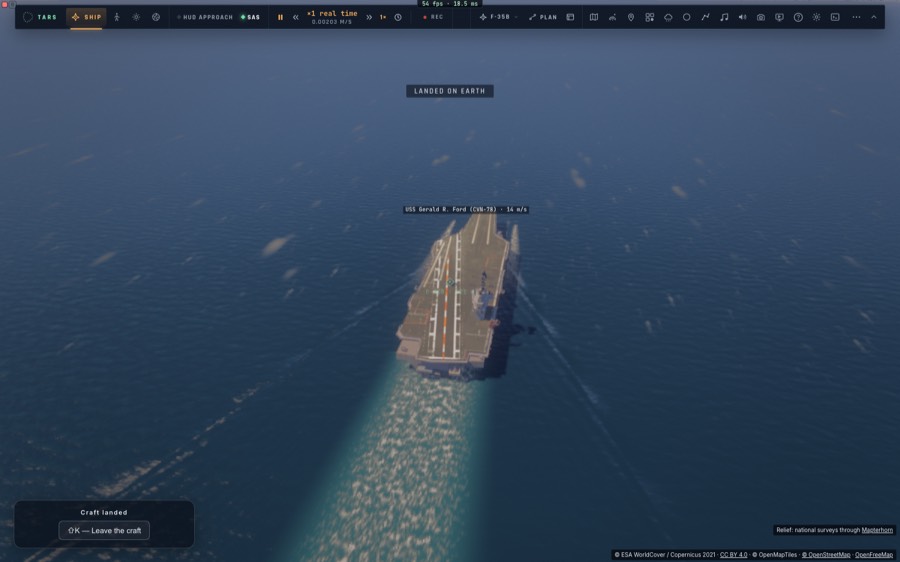 54 fps · 18.5 ms
TARS
SHIP
HUD APPROACH
SAS
×1 real time
0.00203 M/S
1×
REC
F-35B
PLAN
LANDED ON EARTH
USS Gerald R. Ford (CVN-78) · 14 m/s
Craft landed
⇧K — Leave the craft
Relief: national surveys through Mapterhorn
© ESA WorldCover / Copernicus 2021 · CC BY 4.0 · © OpenMapTiles · © OpenStreetMap · OpenFreeMap